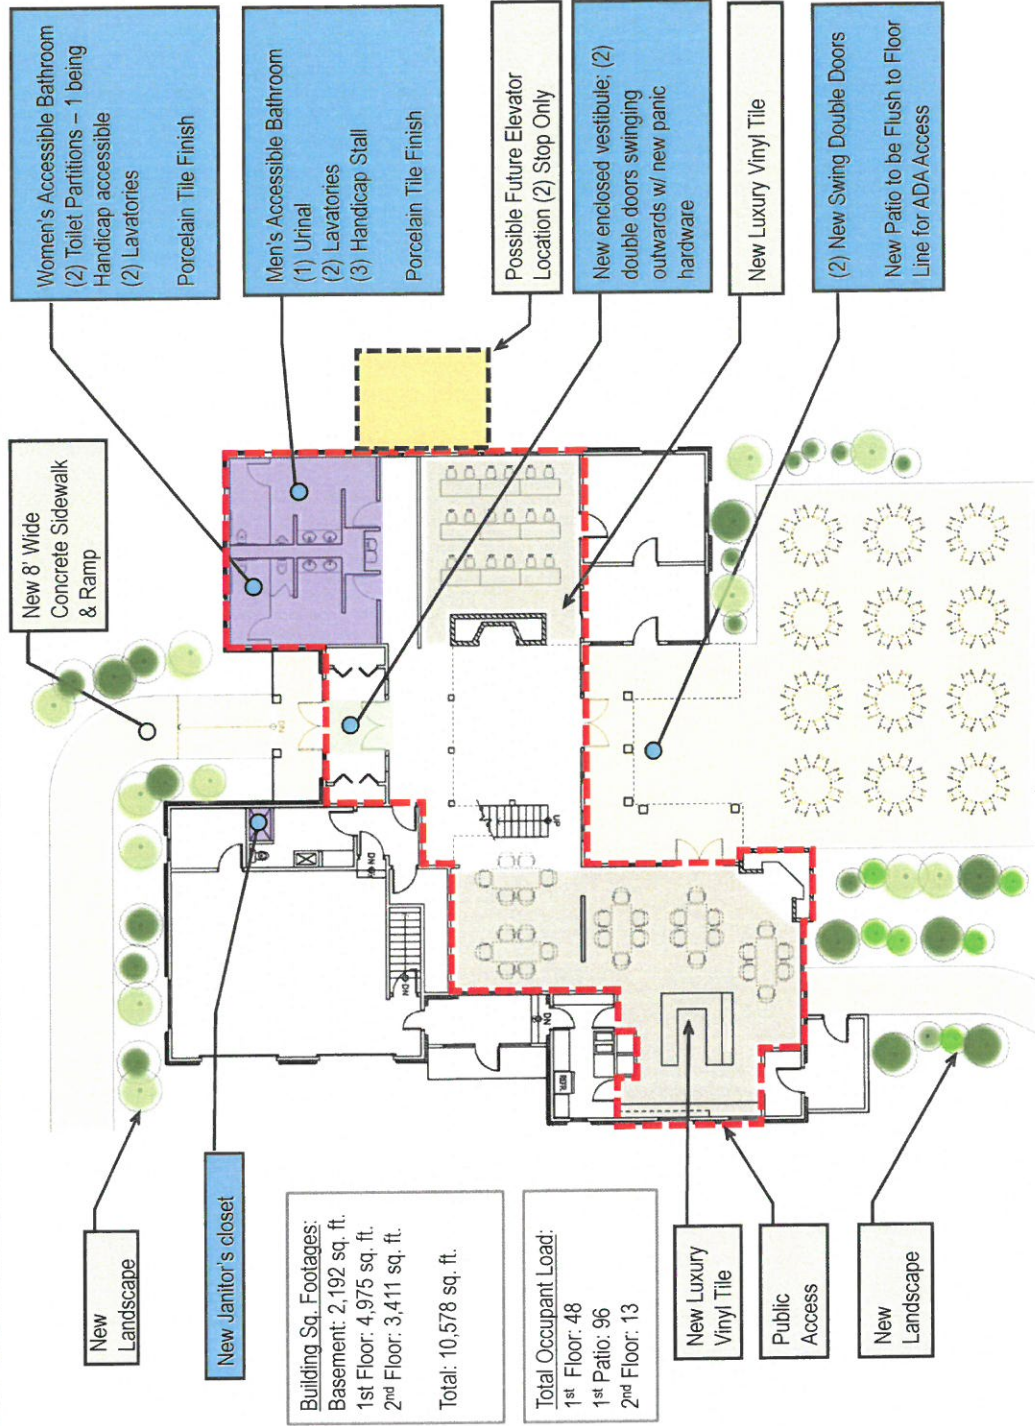 New
Landscape
New Janitor's closet
Building Sq. Footages:
Basement: 2,192 sq. ft.
1st Floor: 4,975 sq. ft.
2nd Floor: 3,411 sq. ft.
Total: 10,578 sq. ft.
Total Occupant Load:
1st Floor: 48
1st Patio: 96
2nd Floor: 13
New Luxury
Vinyl Tile
Public
Access
New
Landscape
New 8' Wide
Concrete Sidewalk
& Ramp
DN
DN
DN
DN
UP
REFR.
Women's Accessible Bathroom
(2) Toilet Partitions – 1 being
Handicap accessible
(2) Lavatories
Porcelain Tile Finish
Men's Accessible Bathroom
(1) Urinal
(2) Lavatories
(3) Handicap Stall
Porcelain Tile Finish
Possible Future Elevator
Location (2) Stop Only
New enclosed vestibule; (2)
double doors swinging
outwards w/ new panic
hardware
New Luxury Vinyl Tile
(2) New Swing Double Doors
New Patio to be Flush to Floor
Line for ADA Access